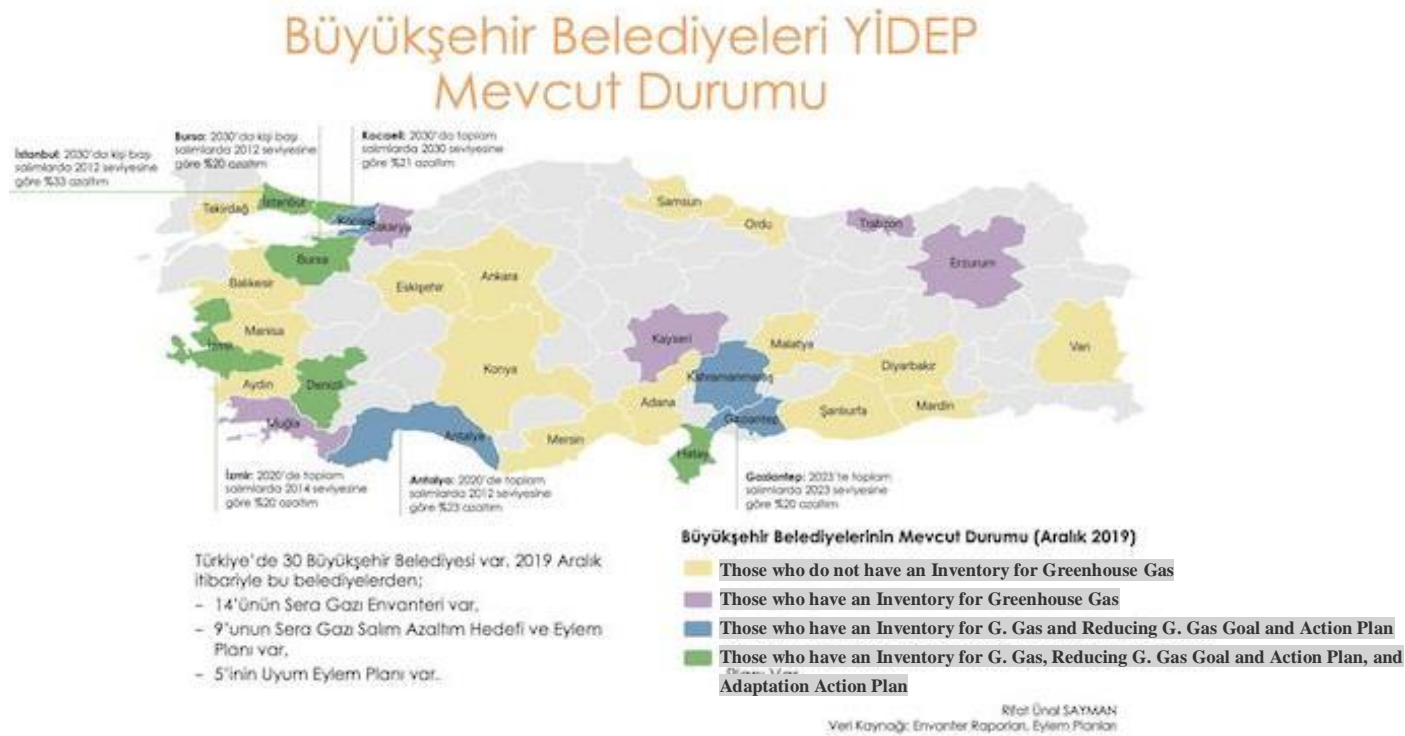 Büyükşehir Belediyeleri YİDEP
Mevcut Durumu
İstanbul: 2030'da kişi başı
salımlarda 2012 seviyesine
göre %33 azaltım
Bursa: 2030'da kişi başı
salımlarda 2012 seviyesine
göre %20 azaltım
Kocaeli: 2030'da toplam
salımlarda 2030 seviyesine
göre %21 azaltım
Tekirdağ
İstanbul
Kocaeli
Sakarya
Samsun
Ordu
Trabzon
Erzurum
Bursa
Balıkesir
Eskişehir
Ankara
Manisa
İzmir
Kayseri
Malatya
Van
Aydın
Denizli
Konya
Kahramanmaraş
Diyarbakır
Muğla
Antalya
Mersin
Adana
Gaziantep
Şanlıurfa
Mardin
Hatay
İzmir: 2020'de toplam
salımlarda 2014 seviyesine
göre %20 azaltım
Antalya: 2020'de toplam
salımlarda 2012 seviyesine
göre %23 azaltım
Gaziantep: 2023'te toplam
salımlarda 2023 seviyesine
göre %20 azaltım
Türkiye'de 30 Büyükşehir Belediyesi var, 2019 Aralık
itibariyle bu belediyelerden;
- 14'ünün Sera Gazı Envanteri var,
- 9'unun Sera Gazı Salım Azaltım Hedefi ve Eylem
Planı var,
- 5'inin Uyum Eylem Planı var.
Büyükşehir Belediyelerinin Mevcut Durumu (Aralık 2019)
Those who do not have an Inventory for Greenhouse Gas
Those who have an Inventory for Greenhouse Gas
Those who have an Inventory for G. Gas and Reducing G. Gas Goal and Action Plan
Those who have an Inventory for G. Gas, Reducing G. Gas Goal and Action Plan, and
Adaptation Action Plan
Rifat Ünal SAYMAN
Veri Kaynağı: Envanter Raporları, Eylem Planları